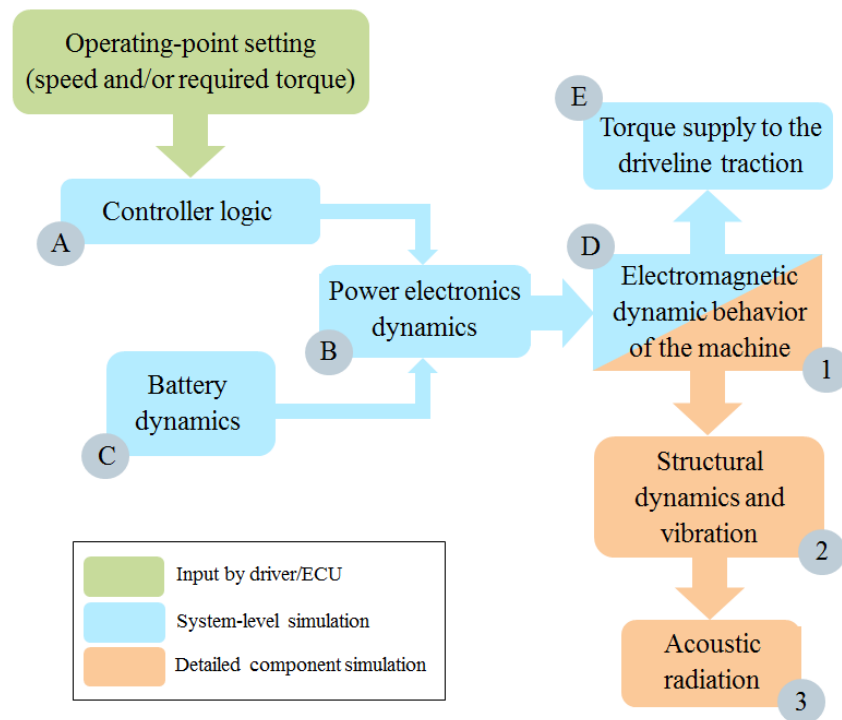 Operating-point setting
(speed and/or required torque)
E
Torque supply to the
driveline traction
Controller logic
A
D
Electromagnetic
dynamic behavior
of the machine
1
Power electronics
dynamics
B
Battery
dynamics
C
Structural
dynamics and
vibration
2
Input by driver/ECU
System-level simulation
Detailed component simulation
Acoustic
radiation
3